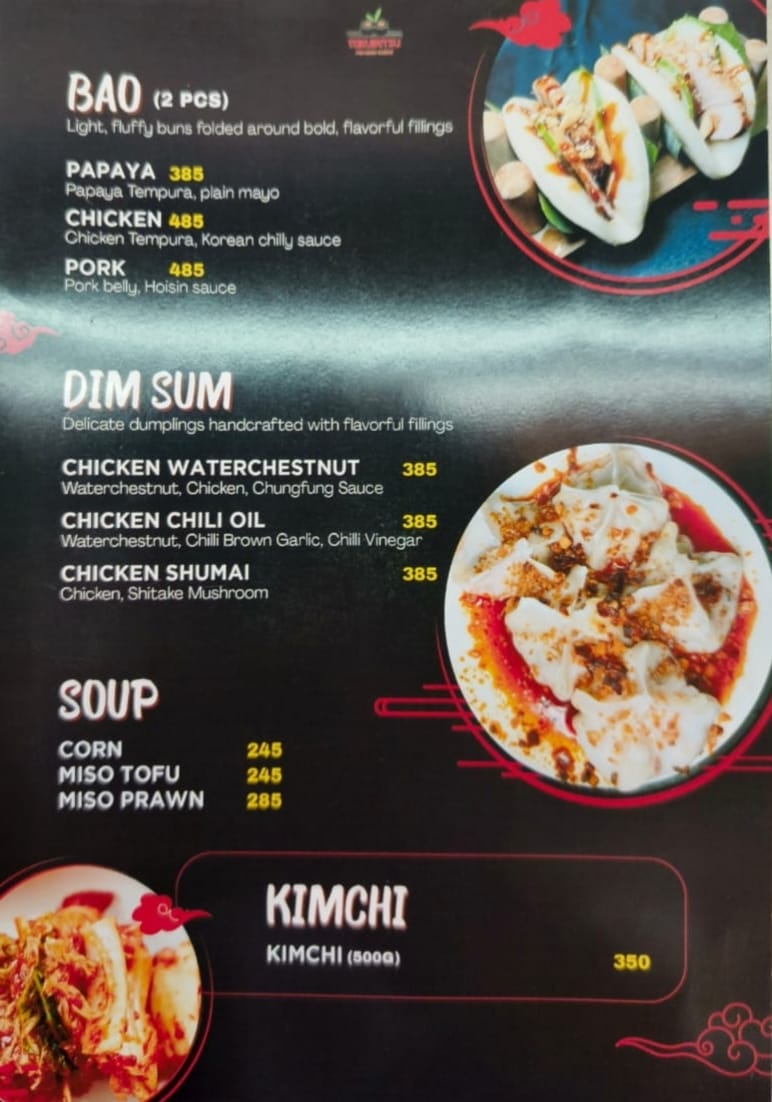 BAO (2 PCS)
Light, fluffy buns folded around bold, flavorful fillings
PAPAYA 385
Papaya Tempura, plain mayo
CHICKEN 485
Chicken Tempura, Korean chilly sauce
PORK 485
Pork belly, Hoisin sauce
DIM SUM
Delicate dumplings handcrafted with flavorful fillings
CHICKEN WATERCHESTNUT 385
Waterchestnut, Chicken, Chungfung Sauce
CHICKEN CHILI OIL 385
Waterchestnut, Chilli Brown Garlic, Chilli Vinegar
CHICKEN SHUMAI 385
Chicken, Shitake Mushroom
SOUP
CORN 245
MISO TOFU 245
MISO PRAWN 285
KIMCHI
KIMCHI (500G) 350